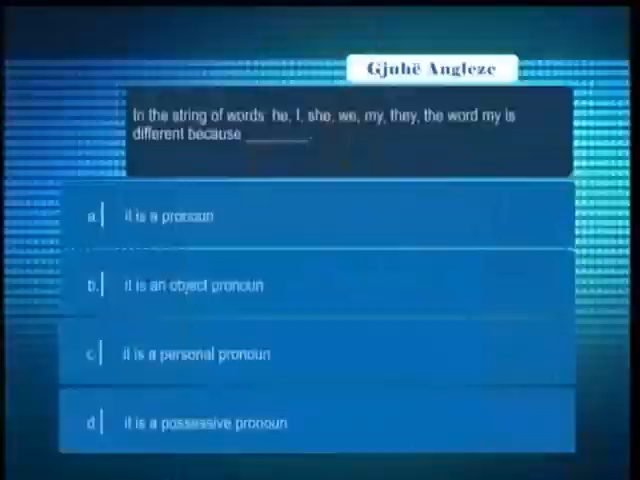 Gjuhë Angleze
In the string of words he, I, she, we, my, they, the word my is
different because ________.
a. it is a pronoun
b. it is an object pronoun
c. it is a personal pronoun
d. it is a possessive pronoun